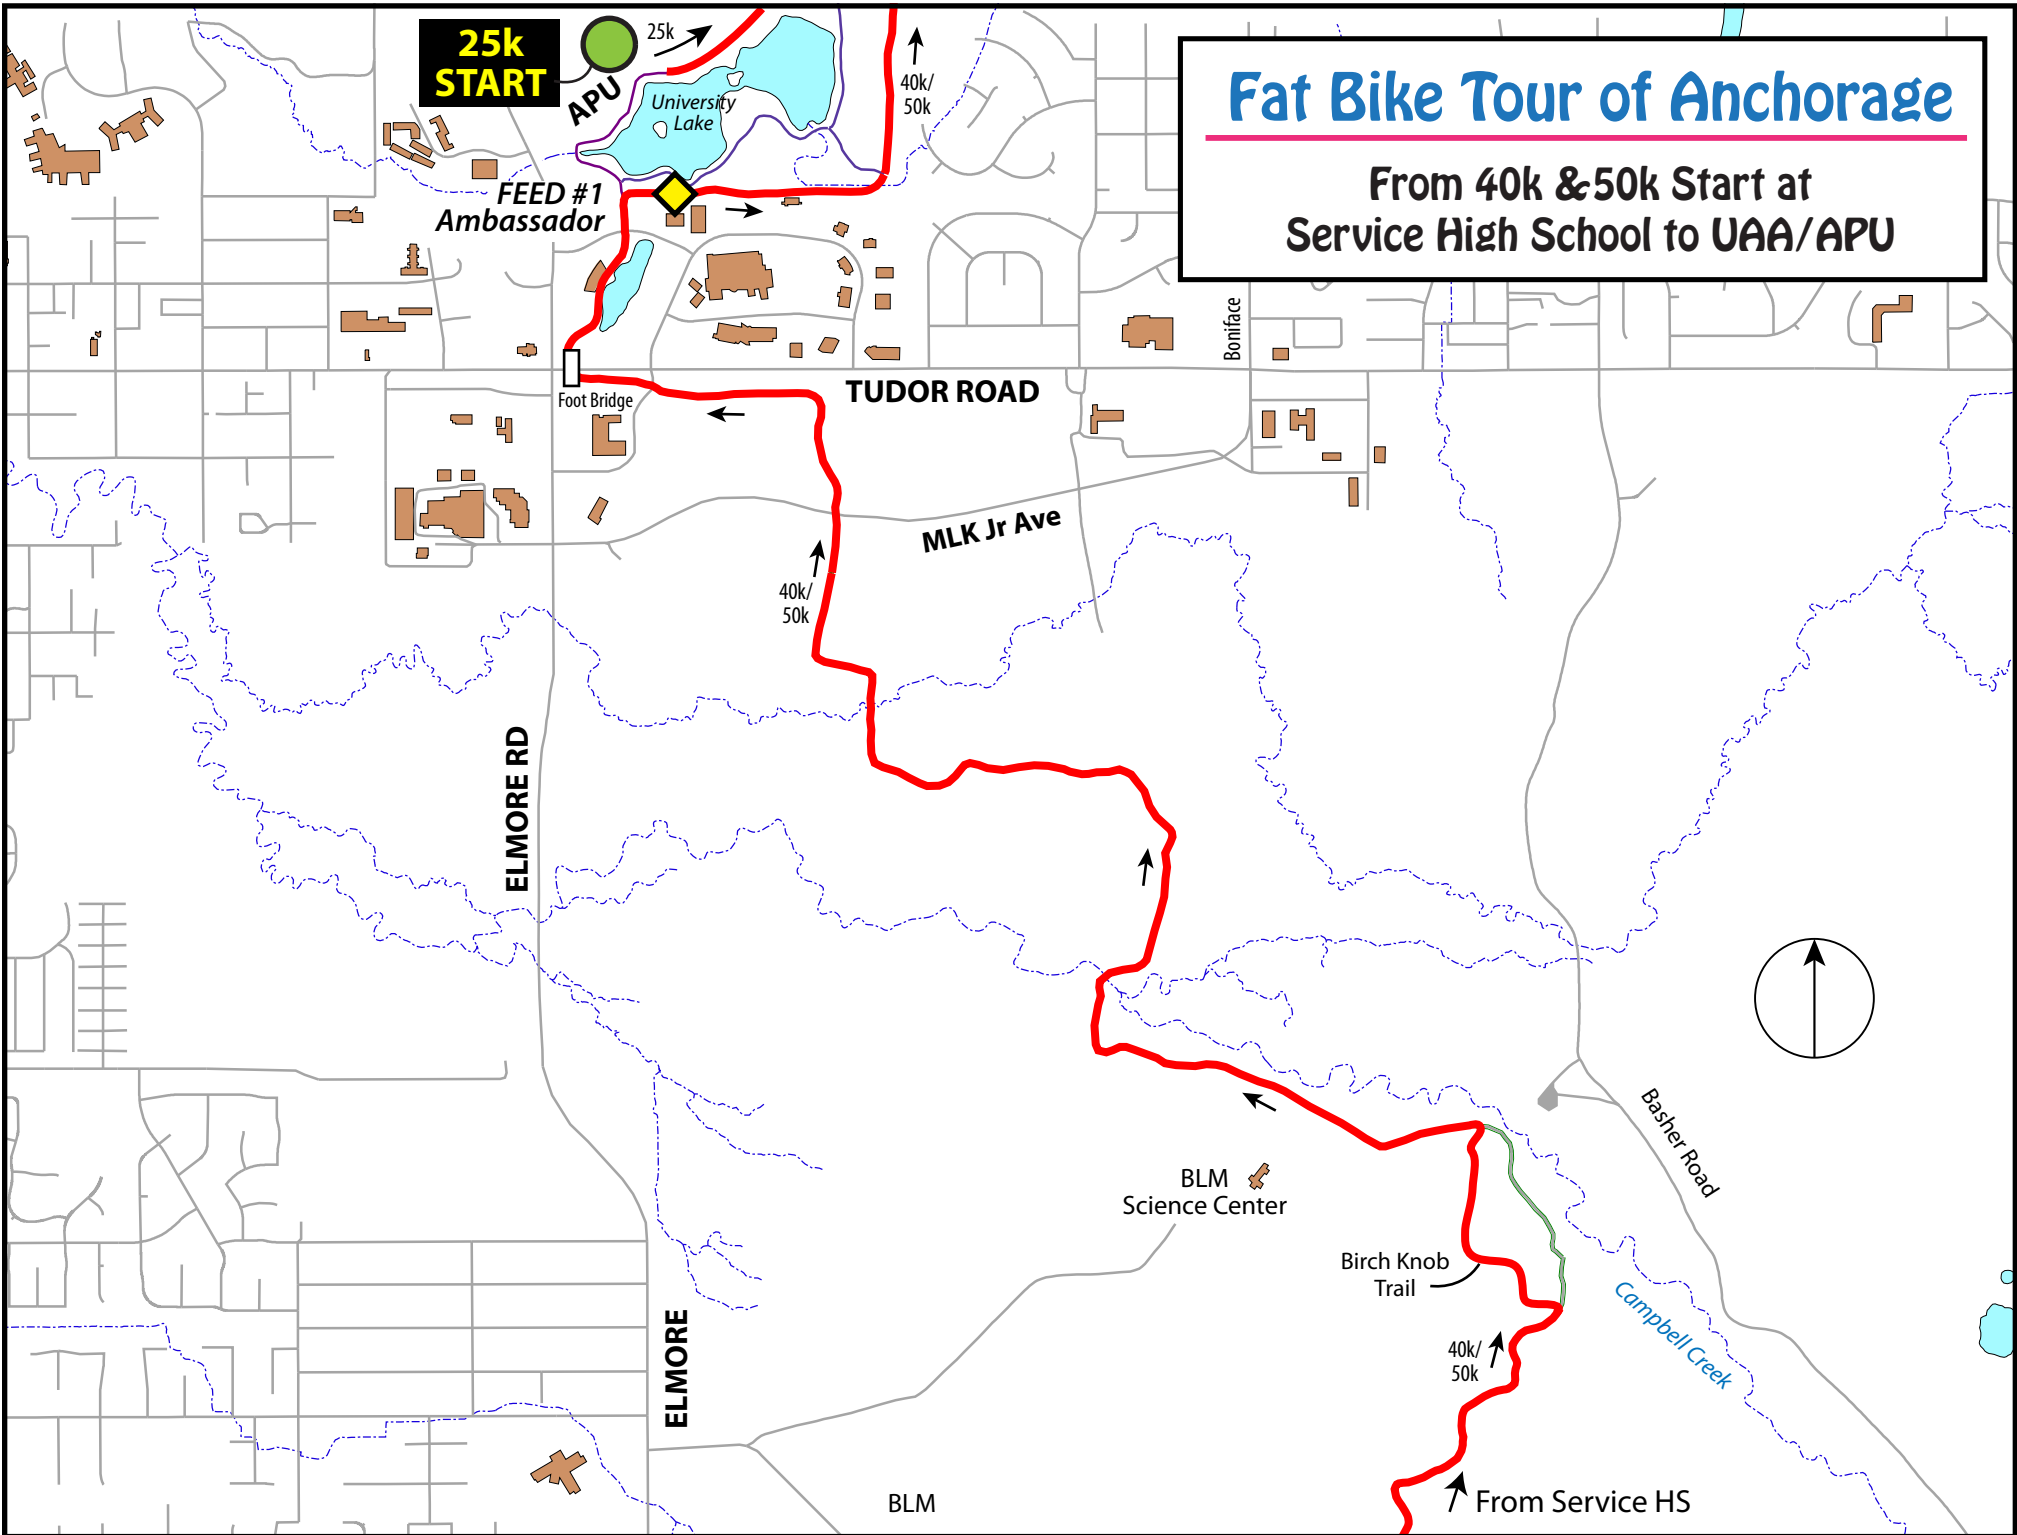 25k
START
APU
25k
University
Lake
40k/
50k
Fat Bike Tour of Anchorage
From 40k &50k Start at
Service High School to UAA/APU
FEED #1
Ambassador
Boniface
Foot Bridge
TUDOR ROAD
MLK Jr Ave
40k/
50k
ELMORE RD
Basher Road
BLM
Science Center
Birch Knob
Trail
Campbell Creek
40k/
50k
ELMORE
From Service HS
BLM